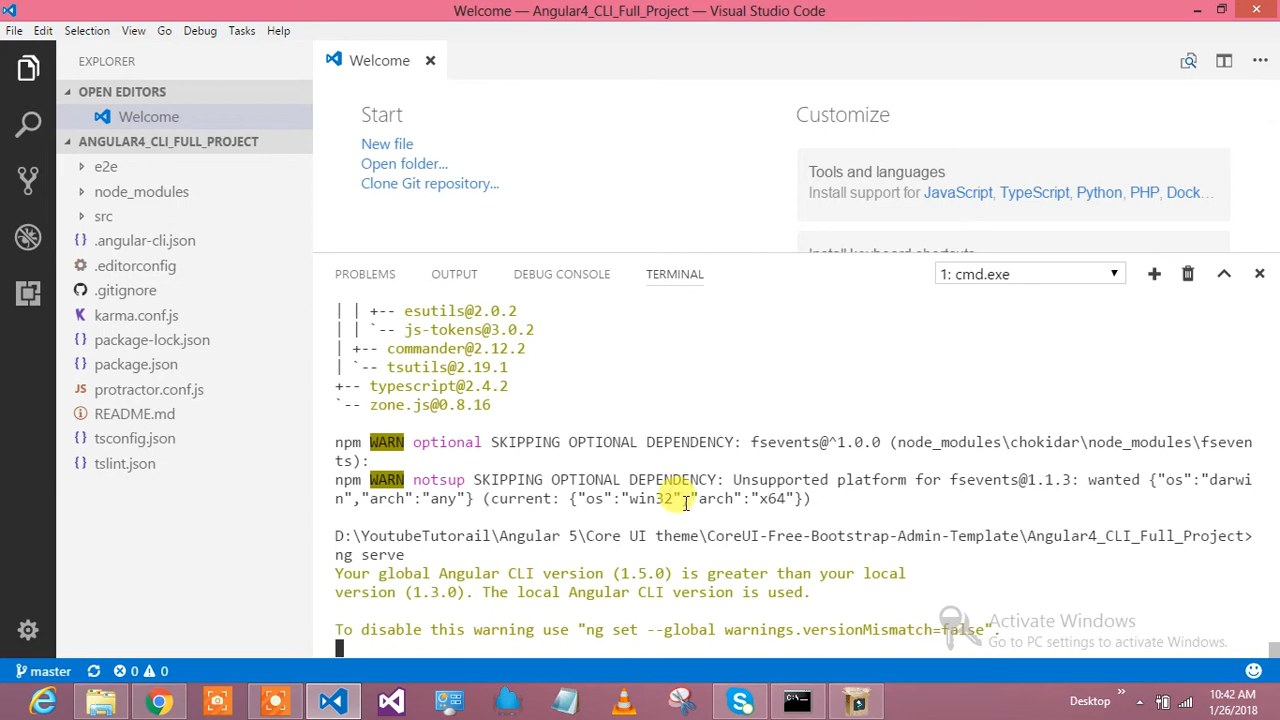 Welcome — Angular4_CLI_Full_Project — Visual Studio Code
File Edit Selection View Go Debug Tasks Help
EXPLORER
OPEN EDITORS
Welcome
ANGULAR4_CLI_FULL_PROJECT
e2e
node_modules
src
{} .angular-cli.json
.editorconfig
.gitignore
karma.conf.js
{} package-lock.json
{} package.json
JS protractor.conf.js
README.md
{} tsconfig.json
{} tslint.json
Welcome
Start
New file
Open folder...
Clone Git repository...
Customize
Tools and languages
Install support for JavaScript, TypeScript, Python, PHP, Dock...
Install keyboard shortcuts
PROBLEMS OUTPUT DEBUG CONSOLE TERMINAL
1: cmd.exe
| | +-- esutils@2.0.2
| | `-- js-tokens@3.0.2
| +-- commander@2.12.2
| `-- tsutils@2.19.1
+-- typescript@2.4.2
`-- zone.js@0.8.16
npm WARN optional SKIPPING OPTIONAL DEPENDENCY: fsevents@^1.0.0 (node_modules\chokidar\node_modules\fseven
ts):
npm WARN notsup SKIPPING OPTIONAL DEPENDENCY: Unsupported platform for fsevents@1.1.3: wanted {"os":"darwi
n","arch":"any"} (current: {"os":"win32","arch":"x64"})
D:\YoutubeTutorail\Angular 5\Core UI theme\CoreUI-Free-Bootstrap-Admin-Template\Angular4_CLI_Full_Project>
ng serve
Your global Angular CLI version (1.5.0) is greater than your local
version (1.3.0). The local Angular CLI version is used.
To disable this warning use "ng set --global warnings.versionMismatch=false".
Activate Windows
Go to PC settings to activate Windows.
master 0 0
Desktop
10:42 AM
1/26/2018